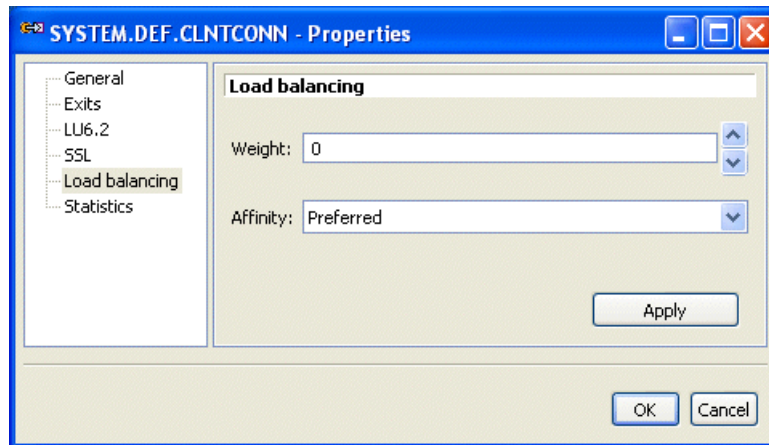 SYSTEM.DEF.CLNTCONN - Properties
General
Exits
LU6.2
SSL
Load balancing
Statistics
Load balancing
Weight: 0
Affinity: Preferred
Apply
OK Cancel